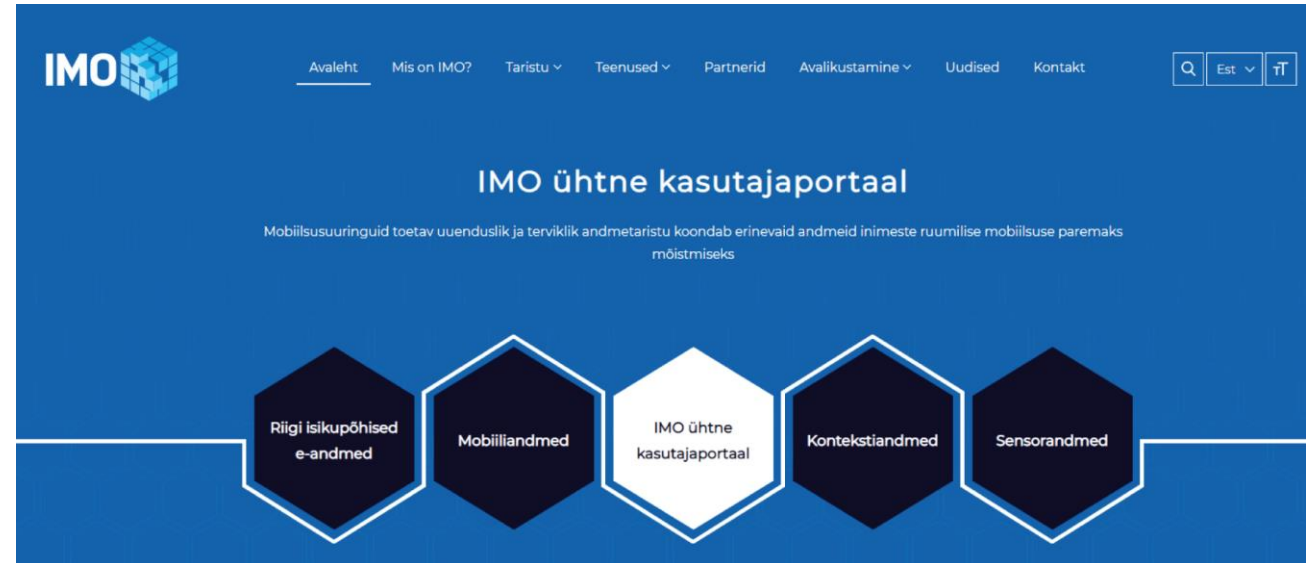 IMO
Avaleht Mis on IMO? Taristu Teenused Partnerid Avalikustamine Uudised Kontakt
Est
TT
IMO ühtne kasutajaportaal
Mobiilsusuuringuid toetav uuenduslik ja terviklik andmetaristu koondab erinevaid andmeid inimeste ruumilise mobiilsuse paremaks
mõistmiseks
Riigi isikupõhised
e-andmed
Mobiiliandmed
IMO ühtne
kasutajaportaal
Kontekstiandmed
Sensorandmed